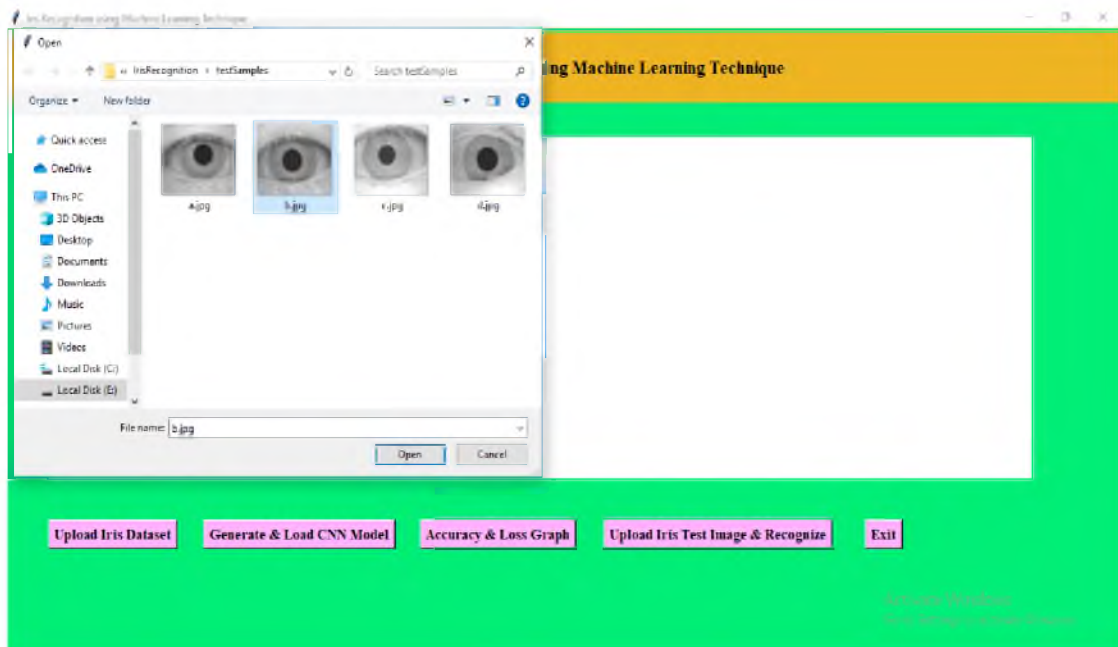 Iris Recognition using Machine Learning Technique
Open
ng Machine Learning Technique
« IrisRecognition › testSamples
Search testSamples
Organize
New folder
Quick access
OneDrive
This PC
3D Objects
Desktop
Documents
Downloads
Music
Pictures
Videos
Local Disk (C:)
Local Disk (E:)
a.jpg b.jpg c.jpg d.jpg
File name: b.jpg
Open Cancel
Upload Iris Dataset Generate & Load CNN Model Accuracy & Loss Graph Upload Iris Test Image & Recognize Exit
Activate Windows